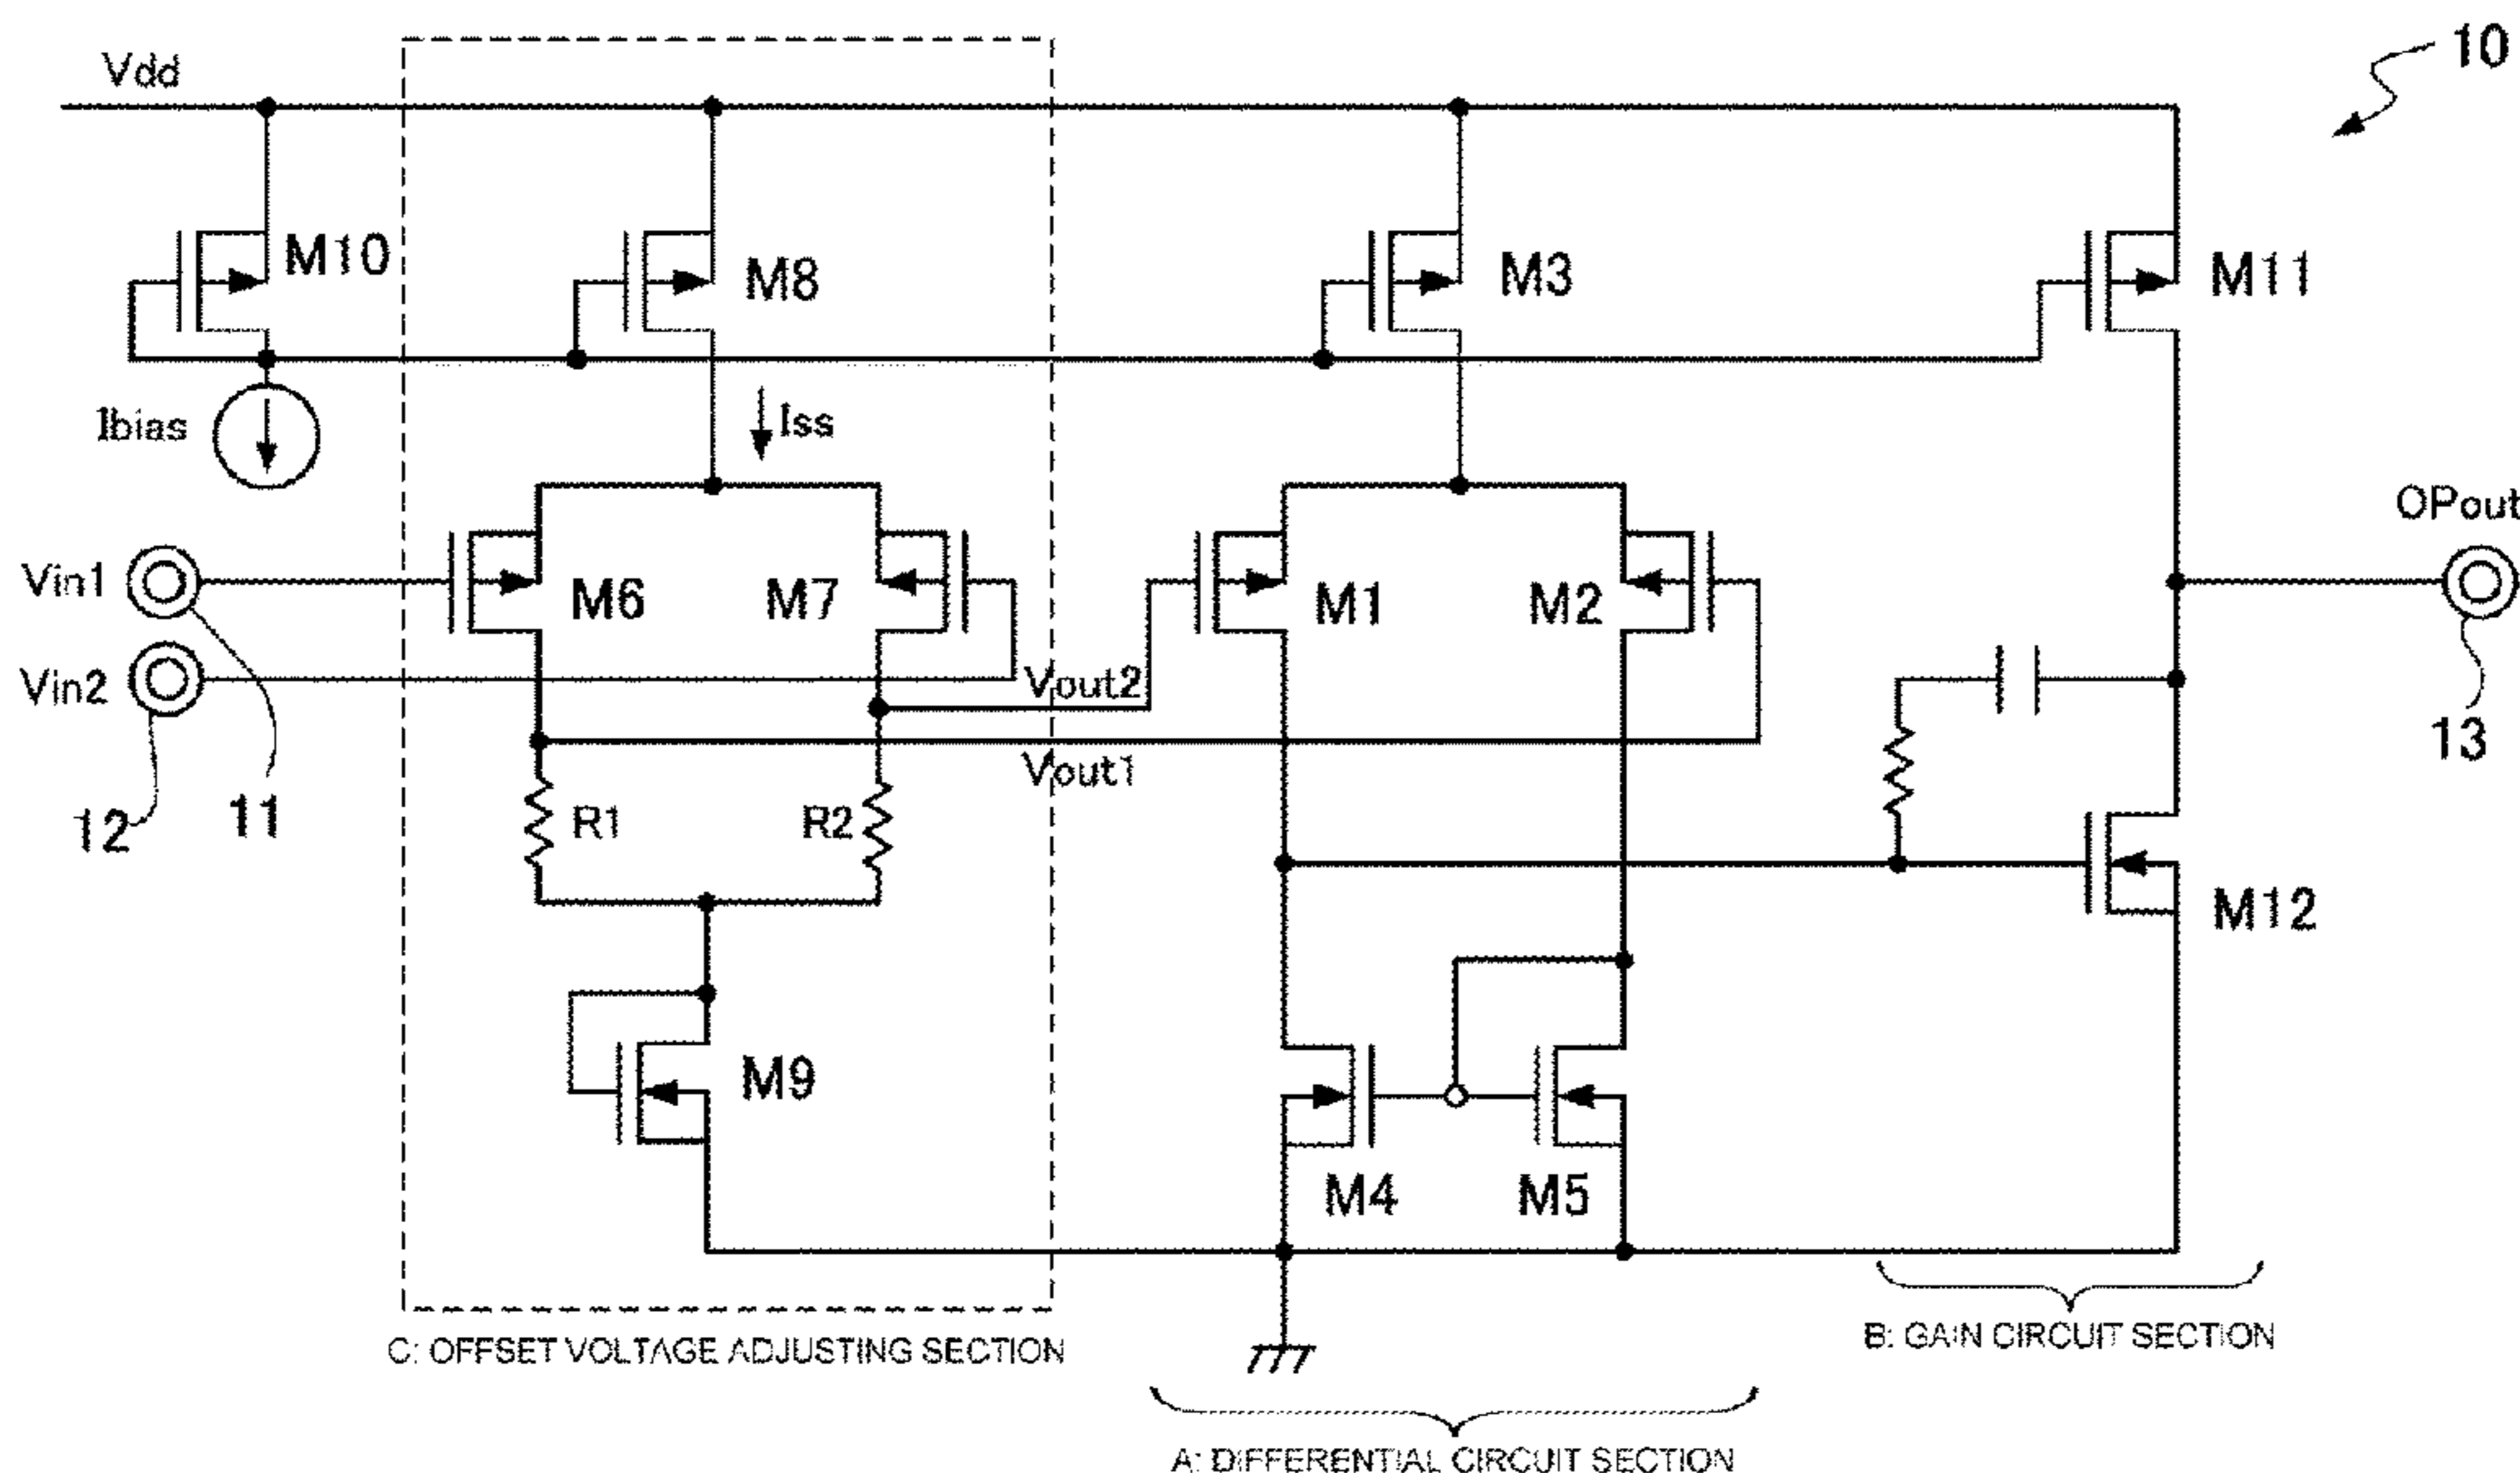 10
Vdd
M10
M8
M3
M11
Ibias
Iss
OPout
Vin1
M6
M7
M1
M2
Vin2
Vout2
Vout1
13
12
11
R1
R2
M12
M9
M4
M5
C: OFFSET VOLTAGE ADJUSTING SECTION
B: GAIN CIRCUIT SECTION
A: DIFFERENTIAL CIRCUIT SECTION